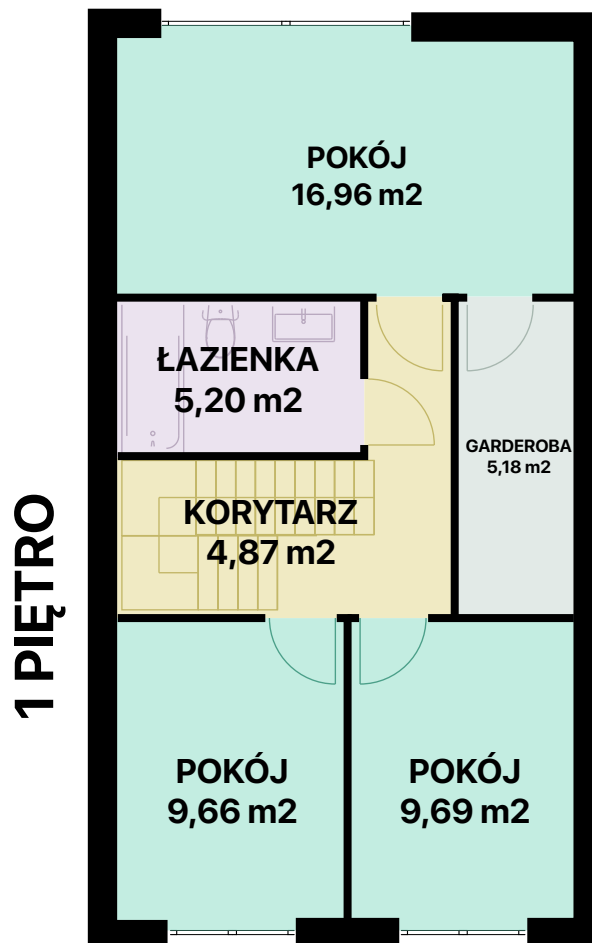 POKÓJ
16,96 m2
ŁAZIENKA
5,20 m2
GARDEROBA
5,18 m2
KORYTARZ
4,87 m2
1 PIĘTRO
POKÓJ
9,66 m2
POKÓJ
9,69 m2